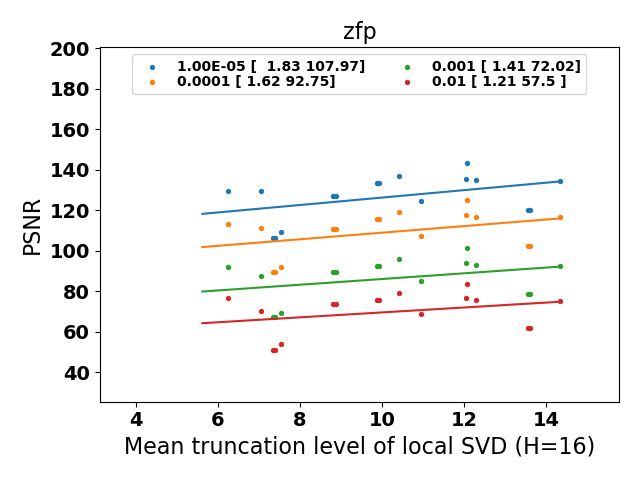 zfp
1.00E-05 [  1.83 107.97]
0.0001 [ 1.62 92.75]
0.001 [ 1.41 72.02]
0.01 [ 1.21 57.5 ]
200
180
160
140
120
100
80
60
40
PSNR
4 6 8 10 12 14
Mean truncation level of local SVD (H=16)